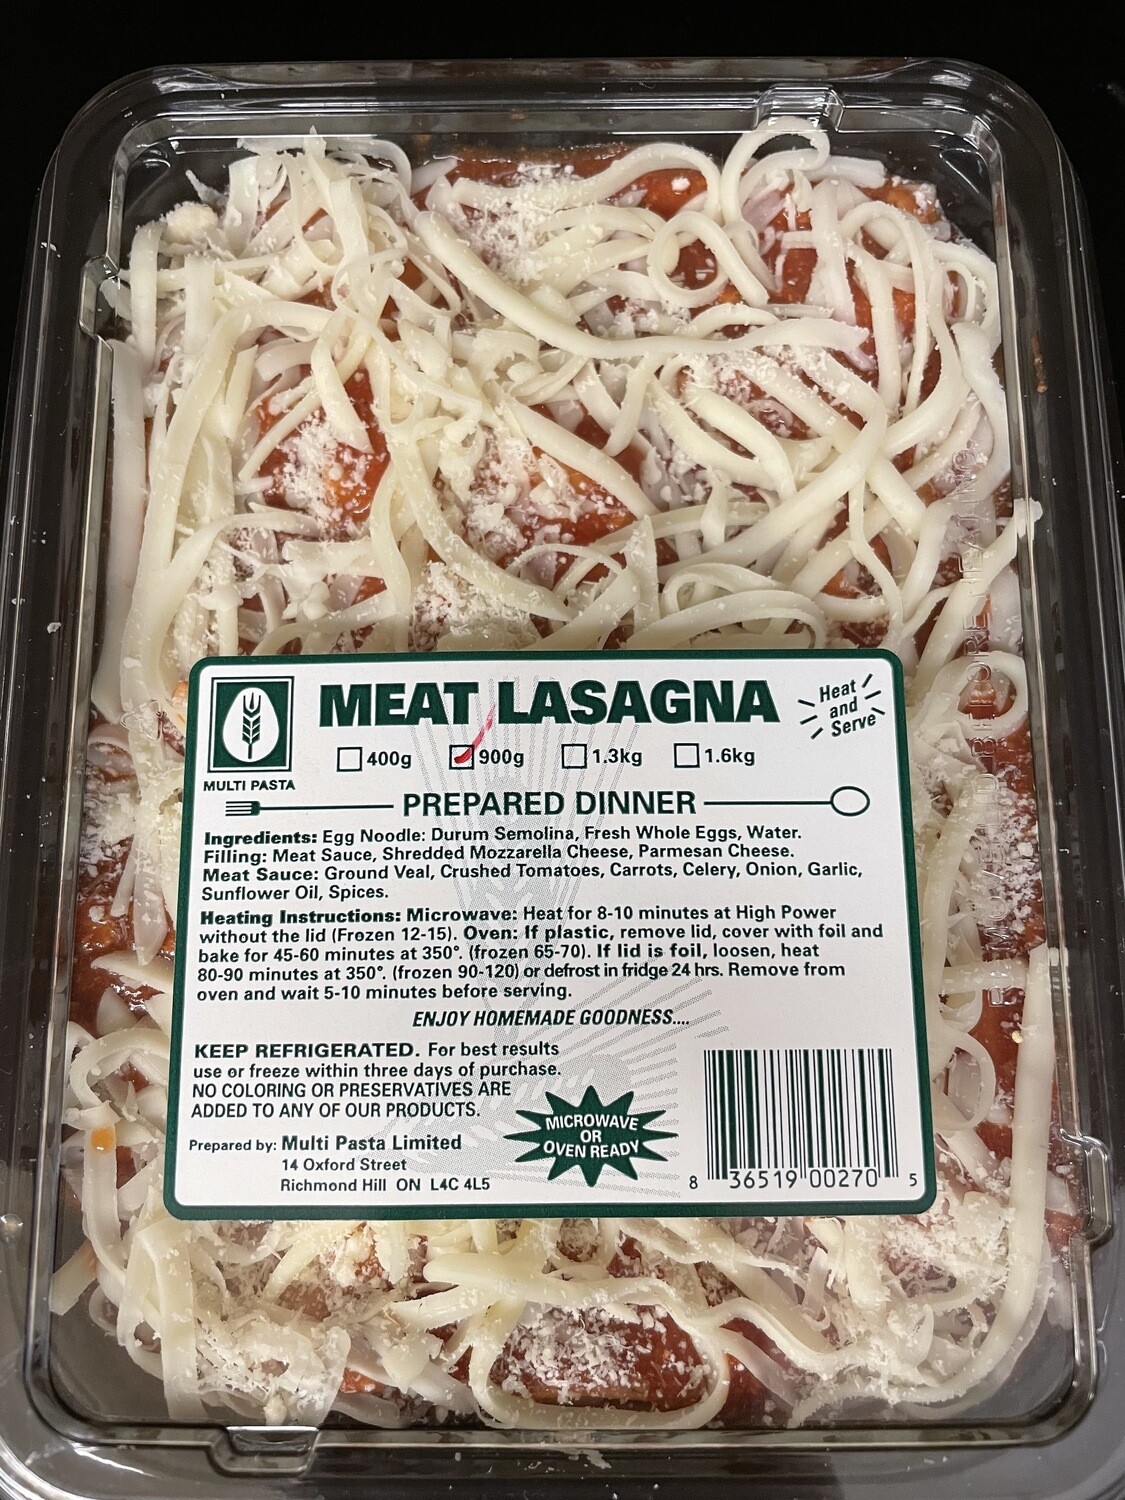 MEAT LASAGNA
Heat
and
Serve
400g 900g 1.3kg 1.6kg
MULTI PASTA
PREPARED DINNER
Ingredients: Egg Noodle: Durum Semolina, Fresh Whole Eggs, Water.
Filling: Meat Sauce, Shredded Mozzarella Cheese, Parmesan Cheese.
Meat Sauce: Ground Veal, Crushed Tomatoes, Carrots, Celery, Onion, Garlic,
Sunflower Oil, Spices.
Heating Instructions: Microwave: Heat for 8-10 minutes at High Power
without the lid (Frozen 12-15). Oven: If plastic, remove lid, cover with foil and
bake for 45-60 minutes at 350°. (frozen 65-70). If lid is foil, loosen, heat
80-90 minutes at 350°. (frozen 90-120) or defrost in fridge 24 hrs. Remove from
oven and wait 5-10 minutes before serving.
ENJOY HOMEMADE GOODNESS....
KEEP REFRIGERATED. For best results
use or freeze within three days of purchase.
NO COLORING OR PRESERVATIVES ARE
ADDED TO ANY OF OUR PRODUCTS.
Prepared by: Multi Pasta Limited
14 Oxford Street
Richmond Hill ON L4C 4L5
MICROWAVE
OR
OVEN READY
8 36519 00270 5
BEFORE HEATING